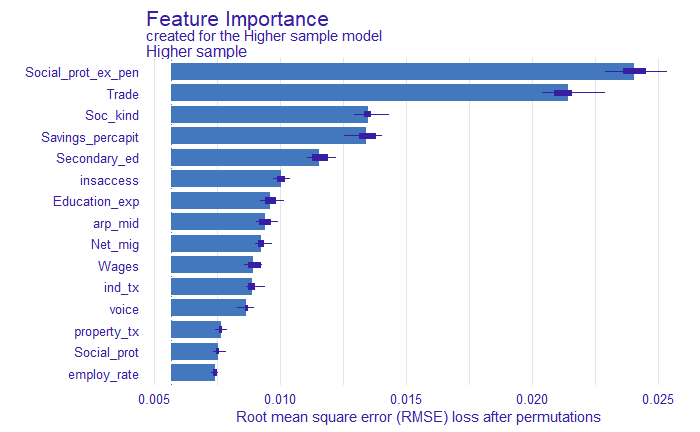 Feature Importance
created for the Higher sample model
Higher sample
Social_prot_ex_pen
Trade
Soc_kind
Savings_percapit
Secondary_ed
insaccess
Education_exp
arp_mid
Net_mig
Wages
ind_tx
voice
property_tx
Social_prot
employ_rate
0.005 0.010 0.015 0.020 0.025
Root mean square error (RMSE) loss after permutations